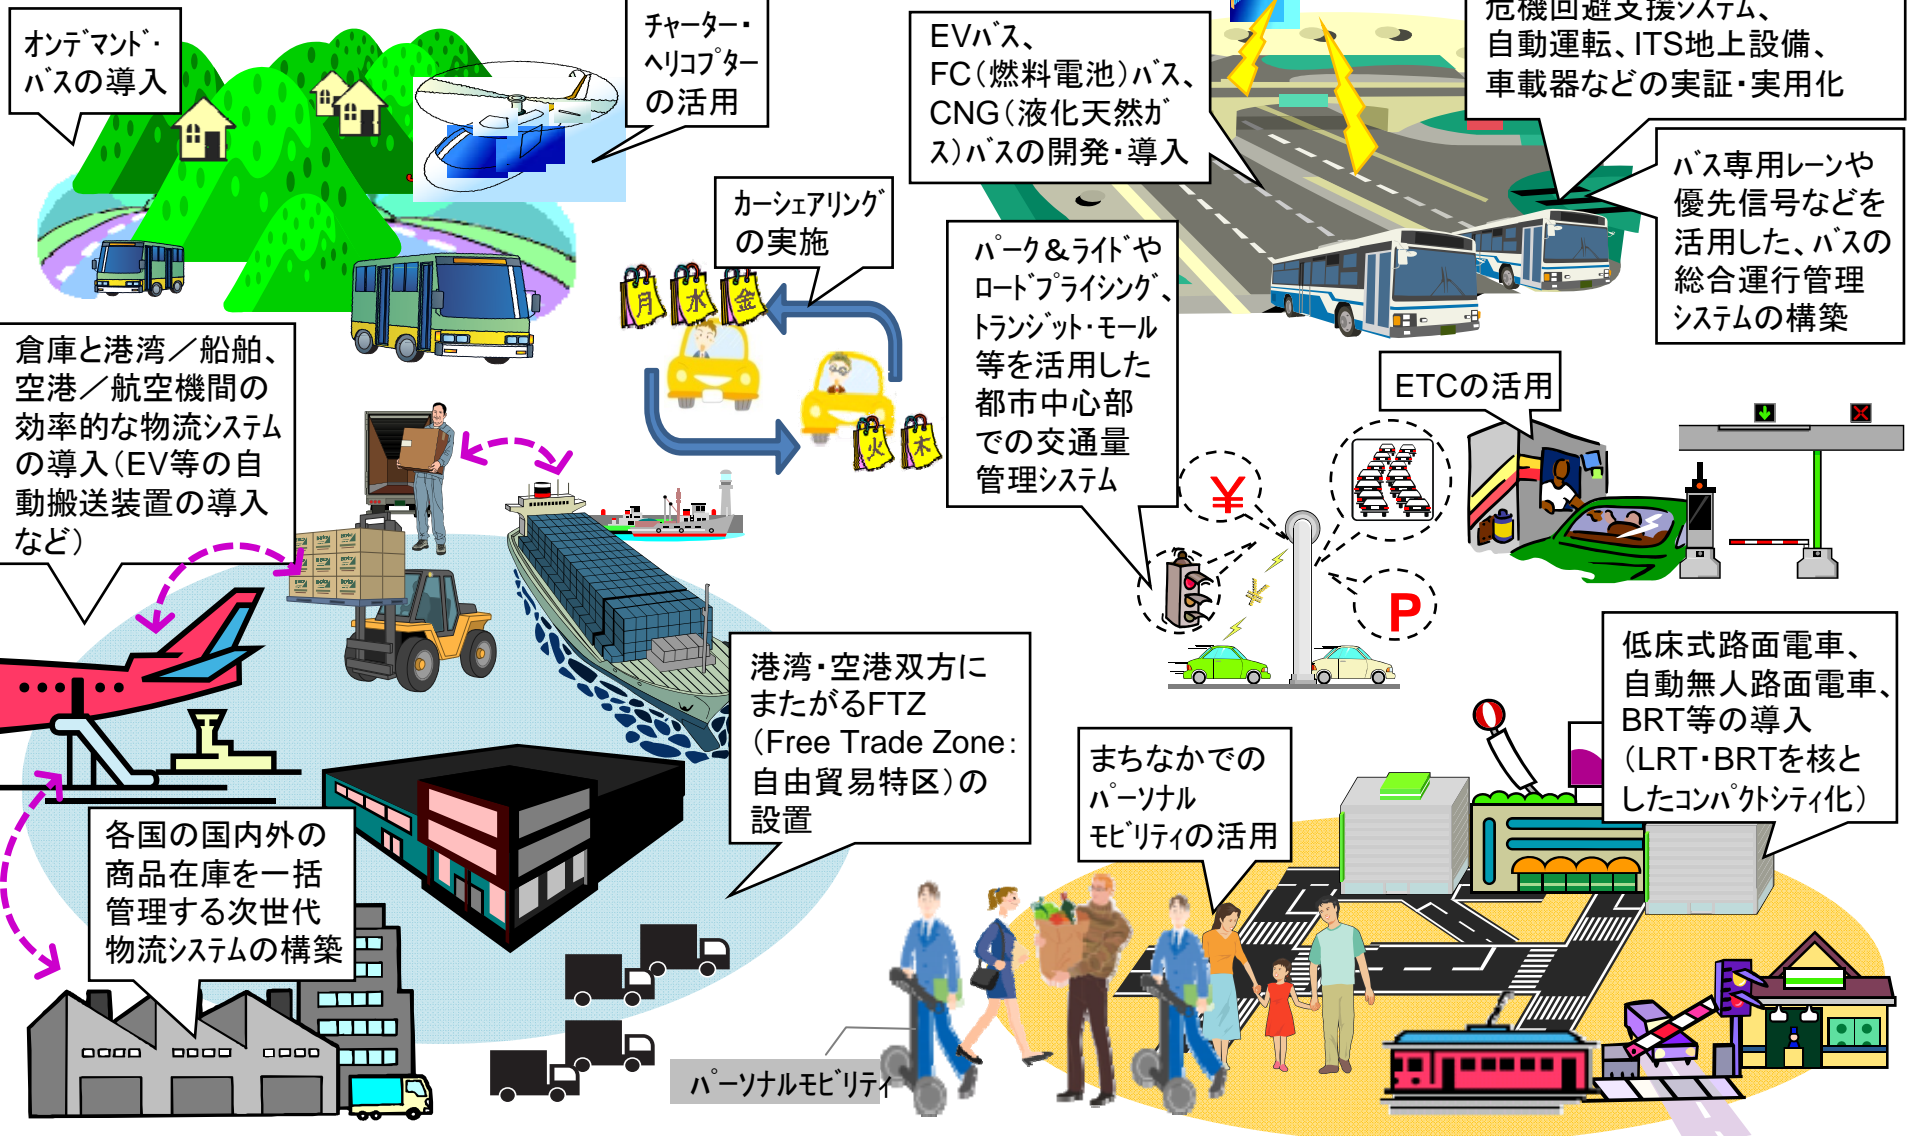 オンデマンド・
バスの導入
チャーター・
ヘリコプター
の活用
EVバス、
FC（燃料電池）バス、
CNG（液化天然ガ
ス）バスの開発・導入
危機回避支援システム、
自動運転、ITS地上設備、
車載器などの実証・実用化
バス専用レーンや
優先信号などを
活用した、バスの
総合運行管理
システムの構築
カーシェアリング
の実施
月
水
金
火
木
パーク＆ライドや
ロードプライシング、
トランジット・モール
等を活用した
都市中心部
での交通量
管理システム
ETCの活用
¥
¥
P
倉庫と港湾／船舶、
空港／航空機間の
効率的な物流システム
の導入（EV等の自
動搬送装置の導入
など）
港湾・空港双方に
またがるFTZ
（Free Trade Zone：
自由貿易特区）の
設置
低床式路面電車、
自動無人路面電車、
BRT等の導入
（LRT・BRTを核と
したコンパクトシティ化）
まちなかでの
パーソナル
モビリティの活用
各国の国内外の
商品在庫を一括
管理する次世代
物流システムの構築
パーソナルモビリティ